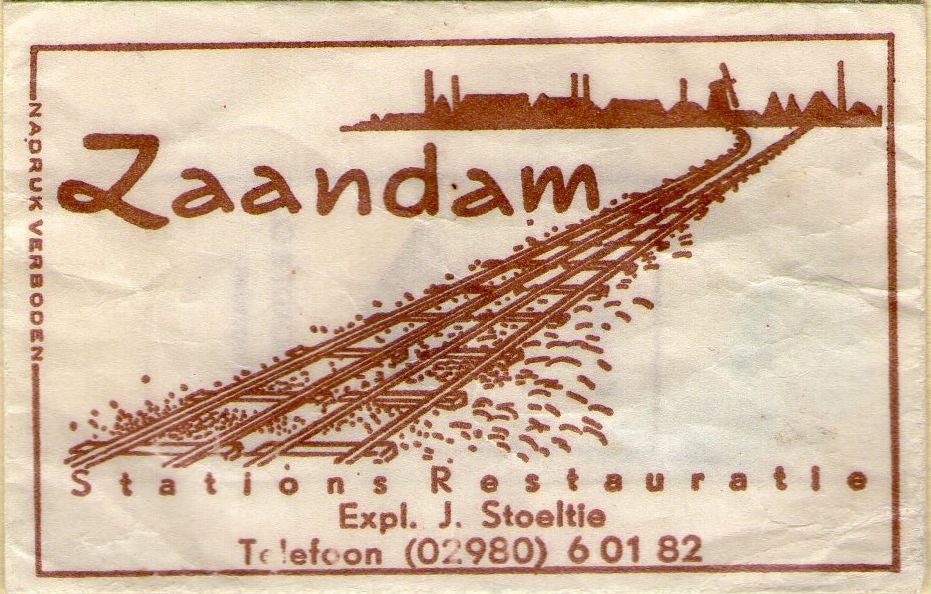 NADRUK VERBODEN
Zaandam
Stations Restauratie
Expl. J. Stoeltie
Telefoon (02980) 6 01 82